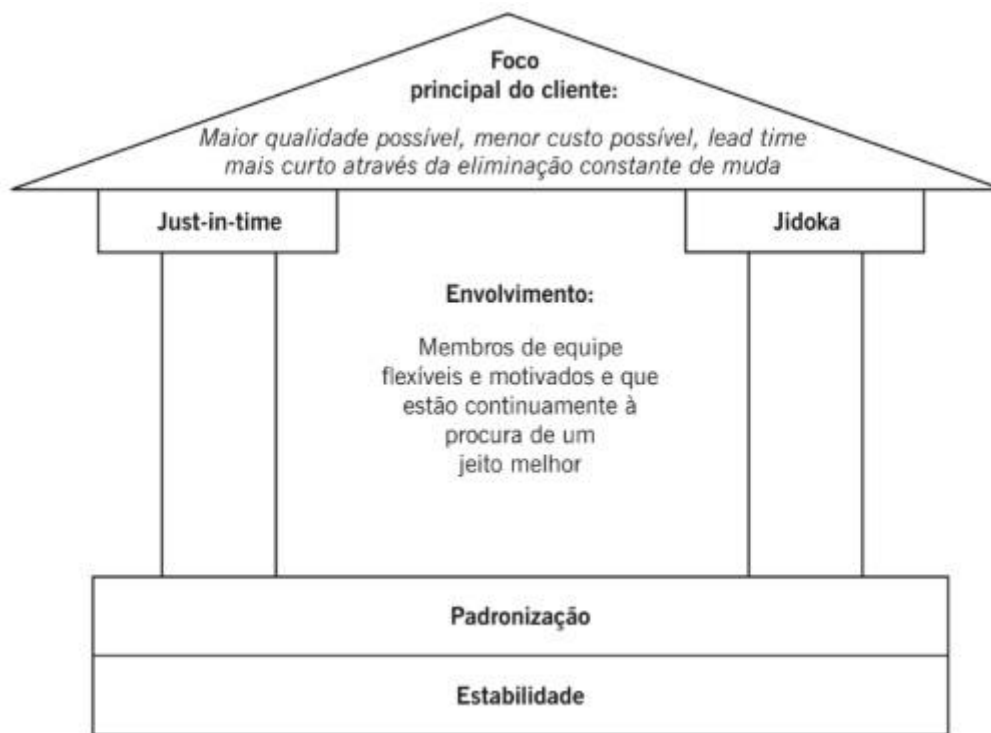 Foco
principal do cliente:
Maior qualidade possível, menor custo possível, lead time
mais curto através da eliminação constante de muda
Just-in-time
Jidoka
Envolvimento:
Membros de equipe
flexíveis e motivados e que
estão continuamente à
procura de um
jeito melhor
Padronização
Estabilidade